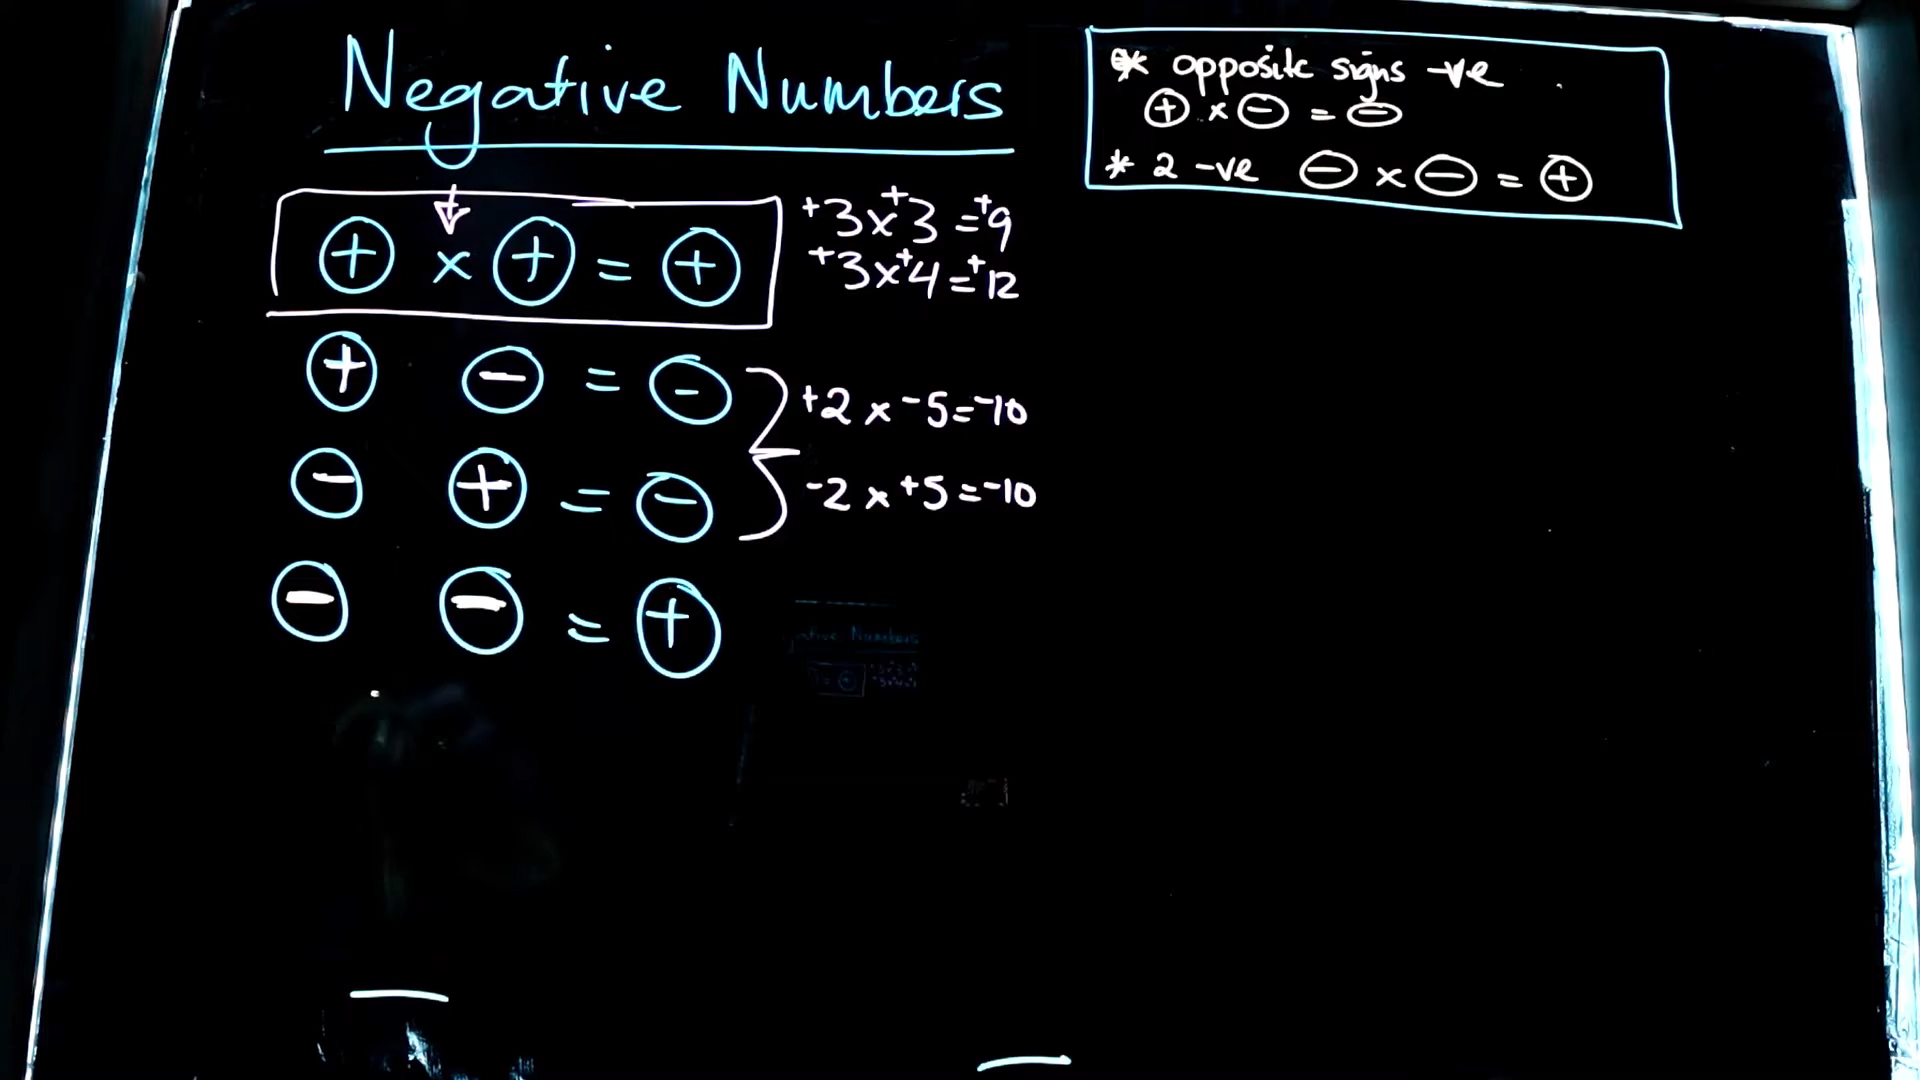 Negative Numbers
⊕ × ⊕ = ⊕
+3 x +3 = +9
+3 x +4 = +12
⊕ ⊖ = ⊖
+2 x -5 = -10
⊖ ⊕ = ⊖
-2 x +5 = -10
⊖ ⊖ = ⊕
* opposite signs -ve
⊕ x ⊖ = ⊖
* 2 -ve ⊖ x ⊖ = ⊕